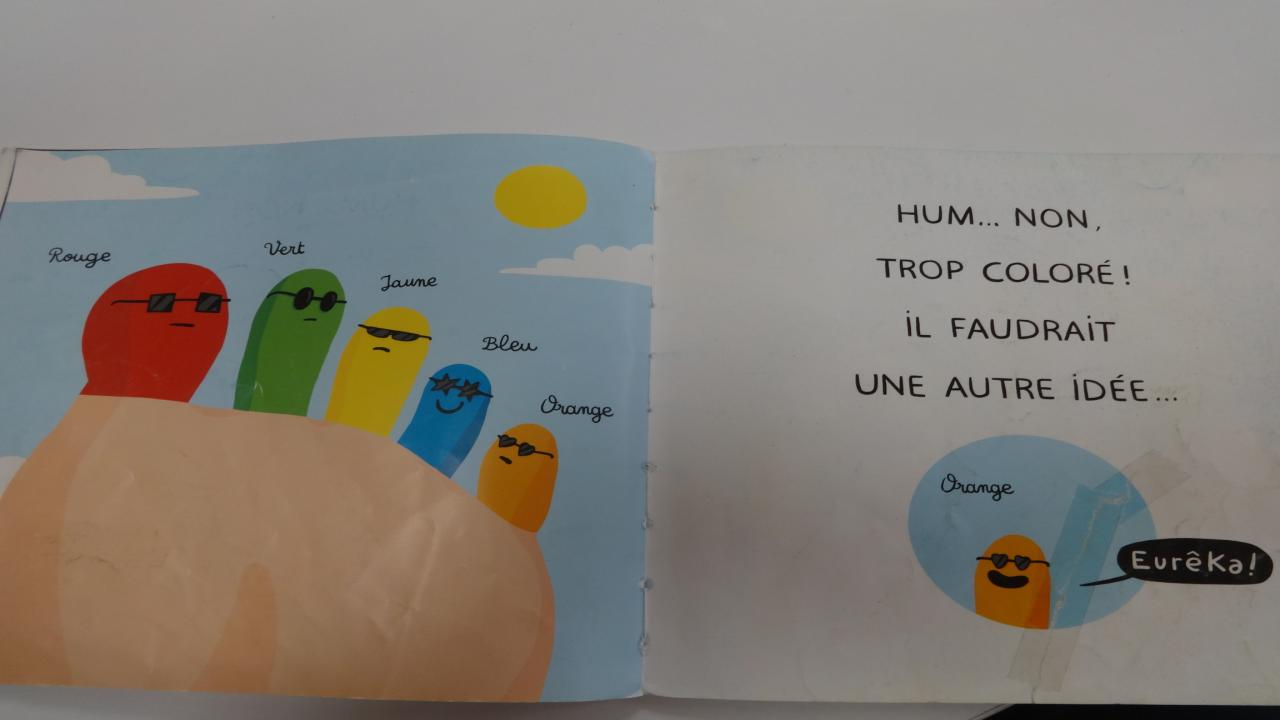 Rouge
Vert
Jaune
Bleu
Orange
HUM... NON,
TROP COLORÉ !
iL FAUDRAiT
UNE AUTRE iDÉE...
Orange
EurêKa!